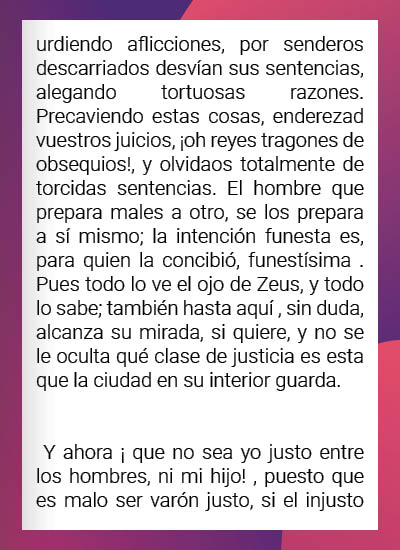 urdiendo aflicciones, por senderos
descarriados desvían sus sentencias,
alegando tortuosas razones.
Precaviendo estas cosas, enderezad
vuestros juicios, ¡oh reyes tragones de
obsequios!, y olvidaos totalmente de
torcidas sentencias. El hombre que
prepara males a otro, se los prepara
a sí mismo; la intención funesta es,
para quien la concibió, funestísima .
Pues todo lo ve el ojo de Zeus, y todo
lo sabe; también hasta aquí , sin duda,
alcanza su mirada, si quiere, y no se
le oculta qué clase de justicia es esta
que la ciudad en su interior guarda.
Y ahora ¡ que no sea yo justo entre
los hombres, ni mi hijo! , puesto que
es malo ser varón justo, si el injusto